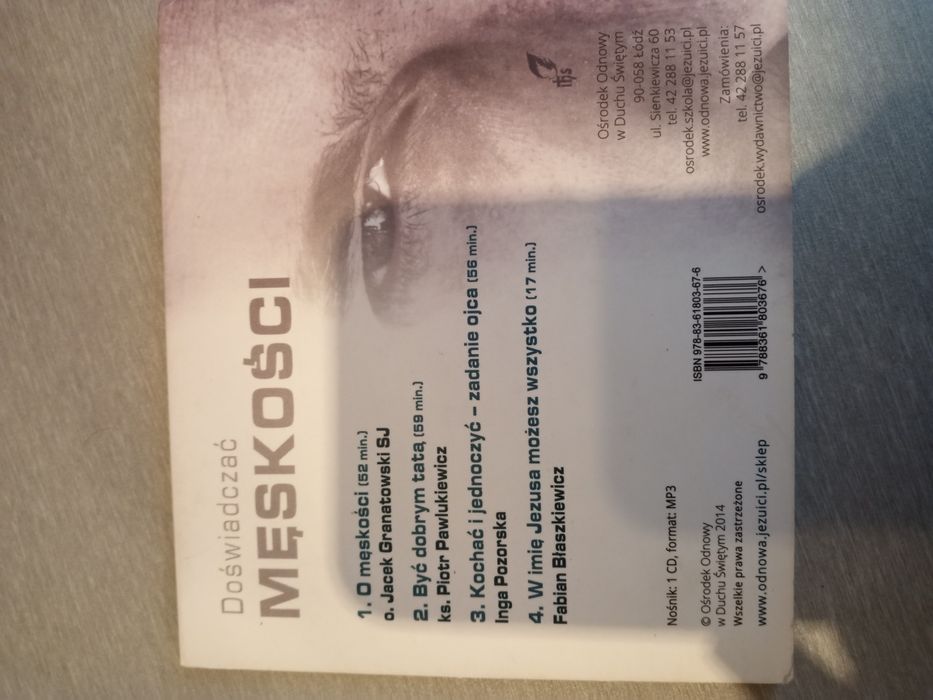 Doświadczać
MĘSKOŚCI
1. O męskości (52 min.)
o. Jacek Granatowski SJ
2. Być dobrym tatą (59 min.)
ks. Piotr Pawlukiewicz
3. Kochać i jednoczyć – zadanie ojca (56 min.)
Inga Pozorska
4. W imię Jezusa możesz wszystko (17 min.)
Fabian Błaszkiewicz
Nośnik: 1 CD, format: MP3
© Ośrodek Odnowy
w Duchu Świętym 2014
Wszelkie prawa zastrzeżone
www.odnowa.jezuici.pl/sklep
ISBN 978-83-61803-67-6
9 788361 803676 >
ihs
Ośrodek Odnowy
w Duchu Świętym
90-058 Łódź
ul. Sienkiewicza 60
tel. 42 288 11 53
osrodek.szkola@jezuici.pl
www.odnowa.jezuici.pl
Zamówienia:
tel. 42 288 11 57
osrodek.wydawnictwo@jezuici.pl